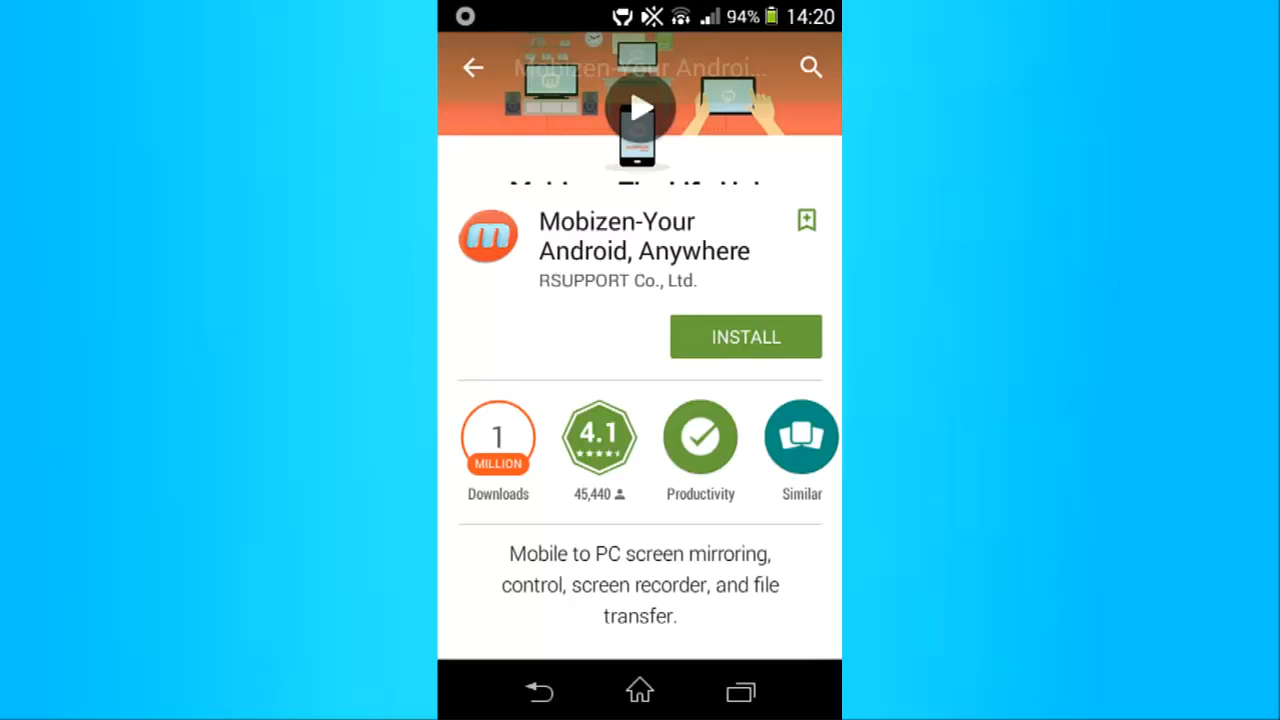 94% 14:20
Mobizen-Your Androi...
Mobizen-Your
Android, Anywhere
RSUPPORT Co., Ltd.
INSTALL
1
MILLION
4.1
Downloads
45,440
Productivity
Similar
Mobile to PC screen mirroring,
control, screen recorder, and file
transfer.